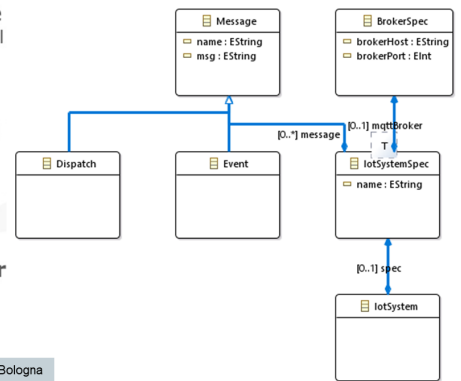 Message
name : EString
msg : EString
BrokerSpec
brokerHost : EString
brokerPort : EInt
[0..*] message
[0..1] mqttBroker
T
Dispatch
Event
IotSystemSpec
name : EString
[0..1] spec
IotSystem
Bologna